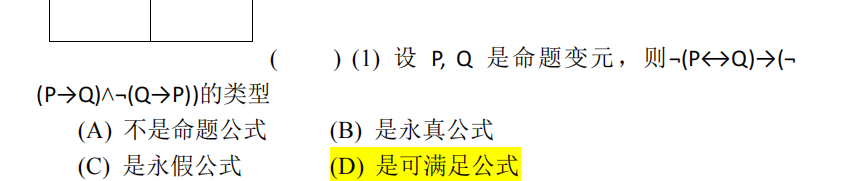 (  ) (1) 设 P, Q 是命题变元，则¬(P↔Q)→(¬
(P→Q)∧¬(Q→P))的类型
(A) 不是命题公式 (B) 是永真公式
(C) 是永假公式 (D) 是可满足公式